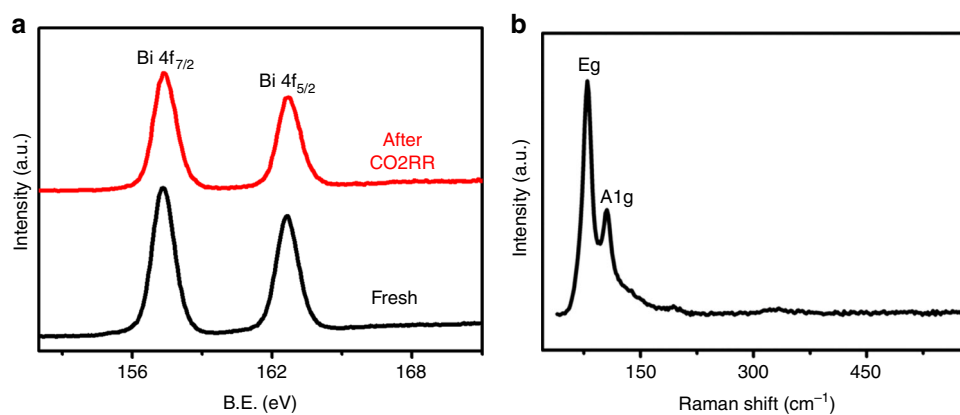 a
Bi 4f7/2
Bi 4f5/2
After
CO2RR
Fresh
Intensity (a.u.)
156
162
168
B.E. (eV)
b
Eg
A1g
Intensity (a.u.)
150
300
450
Raman shift (cm⁻¹)